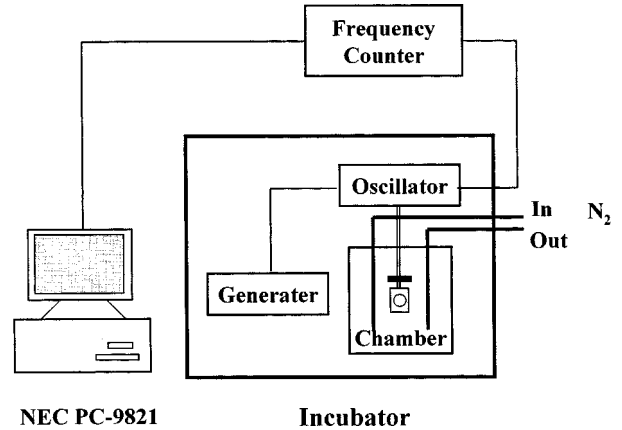 Frequency
Counter
Oscillator
In N₂
Out
Generater
Chamber
NEC PC-9821
Incubator